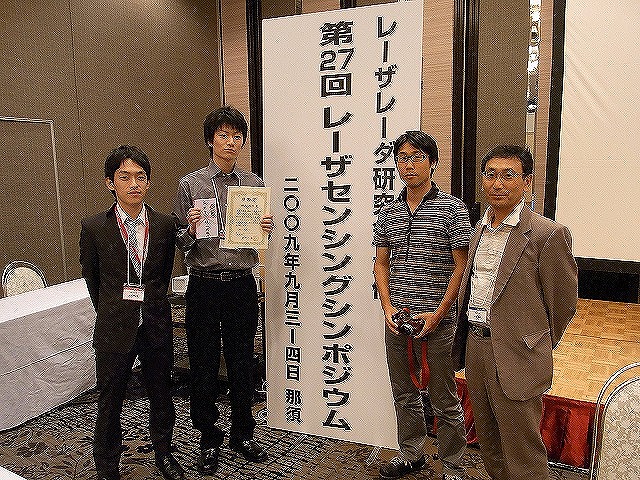 レーザレーダ研究
第27回 レーザセンシングシンポジウム
二〇〇九年九月三ー四日 那須